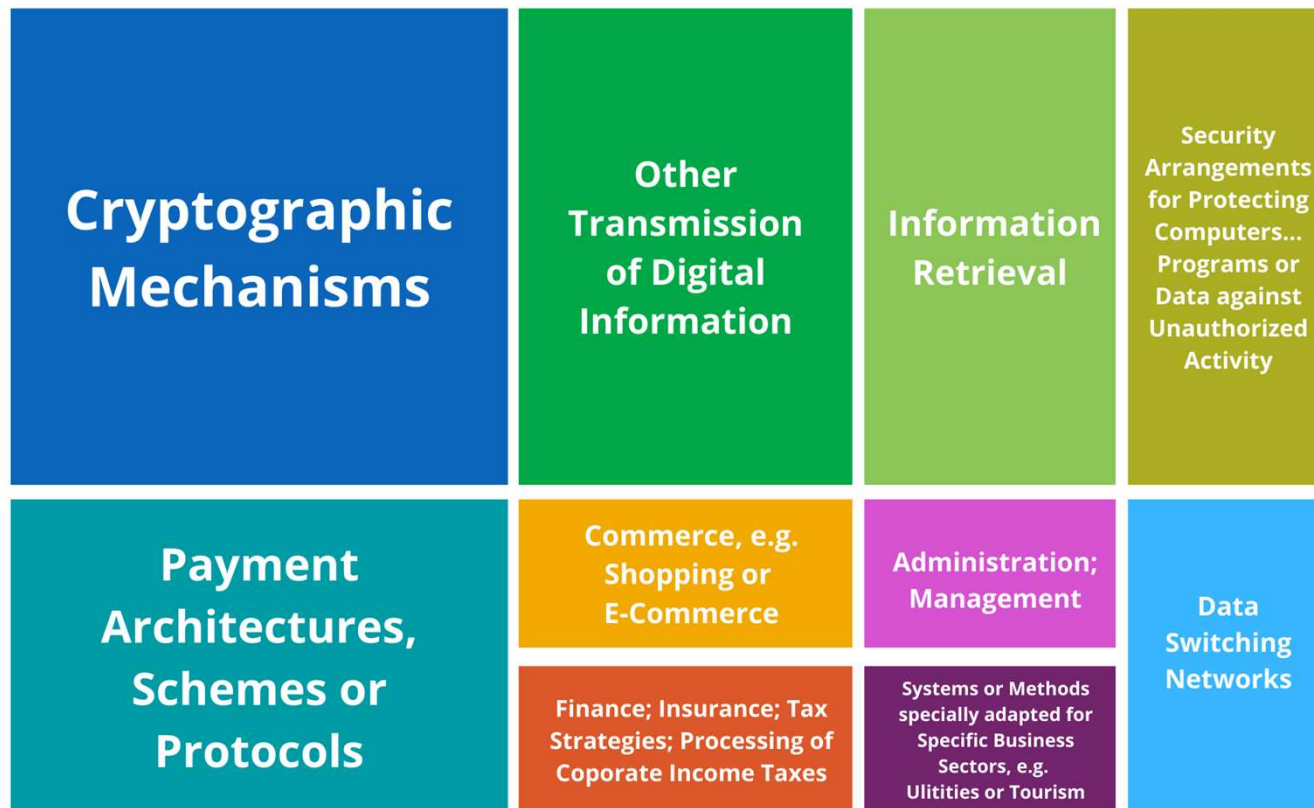 Cryptographic
Mechanisms
Other
Transmission
of Digital
Information
Information
Retrieval
Security
Arrangements
for Protecting
Computers...
Programs or
Data against
Unauthorized
Activity
Payment
Architectures,
Schemes or
Protocols
Commerce, e.g.
Shopping or
E-Commerce
Administration;
Management
Data
Switching
Networks
Finance; Insurance; Tax
Strategies; Processing of
Coporate Income Taxes
Systems or Methods
specially adapted for
Specific Business
Sectors, e.g.
Ulitities or Tourism